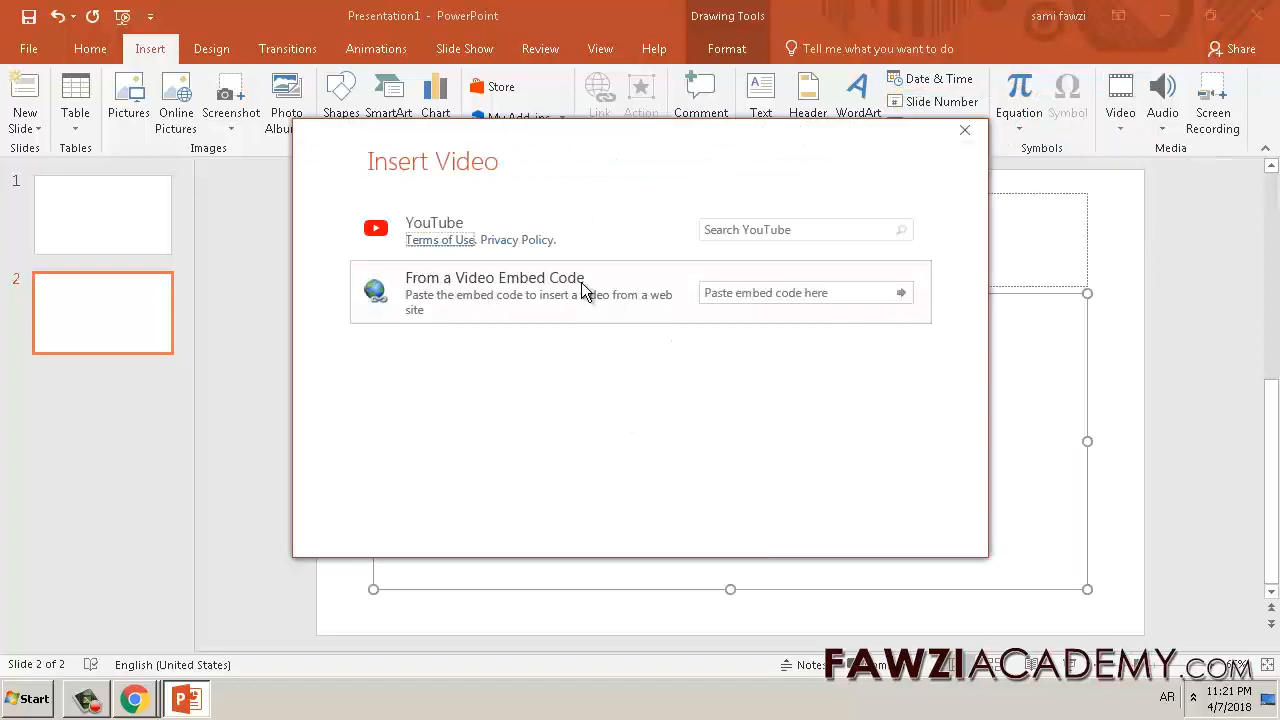 Presentation1 - PowerPoint
Drawing Tools
sami fawzi
File
Home
Insert
Design
Transitions
Animations
Slide Show
Review
View
Help
Format
Tell me what you want to do
Share
New
Slide
Table
Pictures
Online
Pictures
Screenshot
Photo
Shapes
SmartArt
Chart
Store
My Add-ins
Link
Action
Comment
Text
Header
WordArt
Date & Time
Slide Number
Equation
Symbol
Video
Audio
Screen
Recording
Slides
Tables
Images
Symbols
Media
1
2
Insert Video
YouTube
Terms of Use. Privacy Policy.
Search YouTube
From a Video Embed Code
Paste the embed code to insert a video from a web
site
Paste embed code here
Slide 2 of 2
English (United States)
FAWZIACADEMY.COM
Start
AR
11:21 PM
4/7/2018